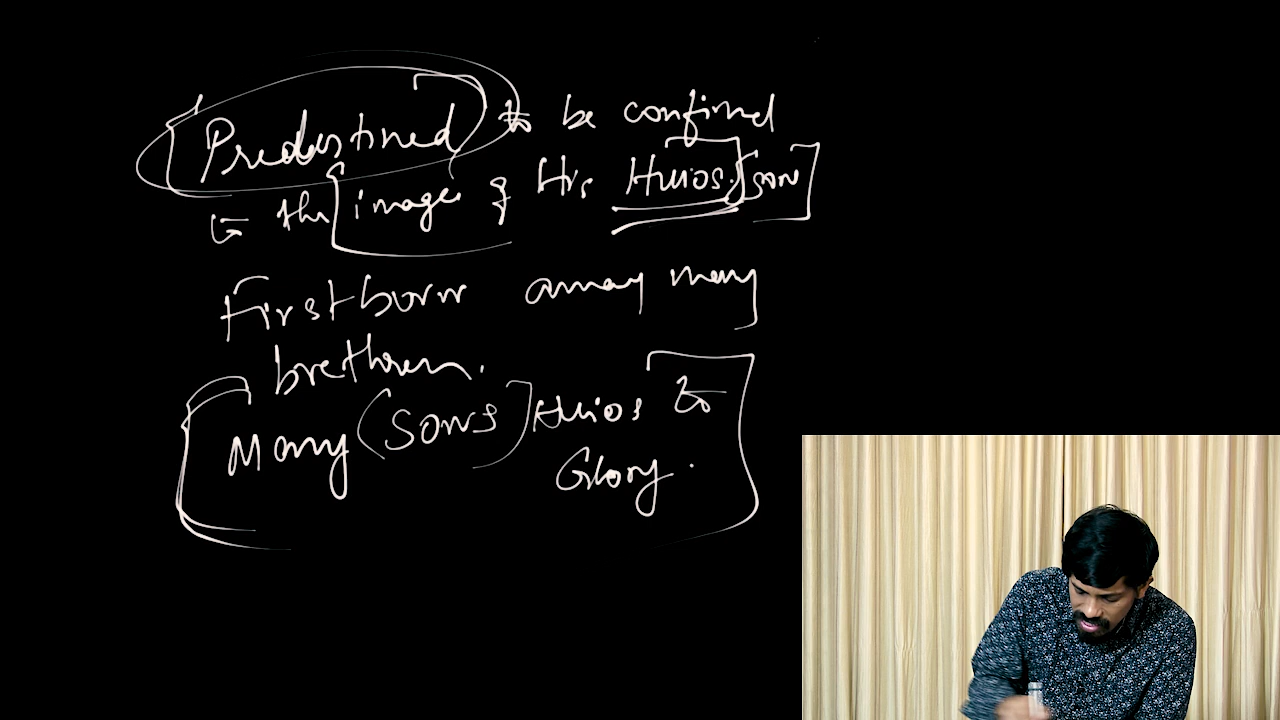 Predestined to be confirmed
to the image of His Huios. Son
Firstborn among many
brethren.
Many (Sons) Huios to
Glory.